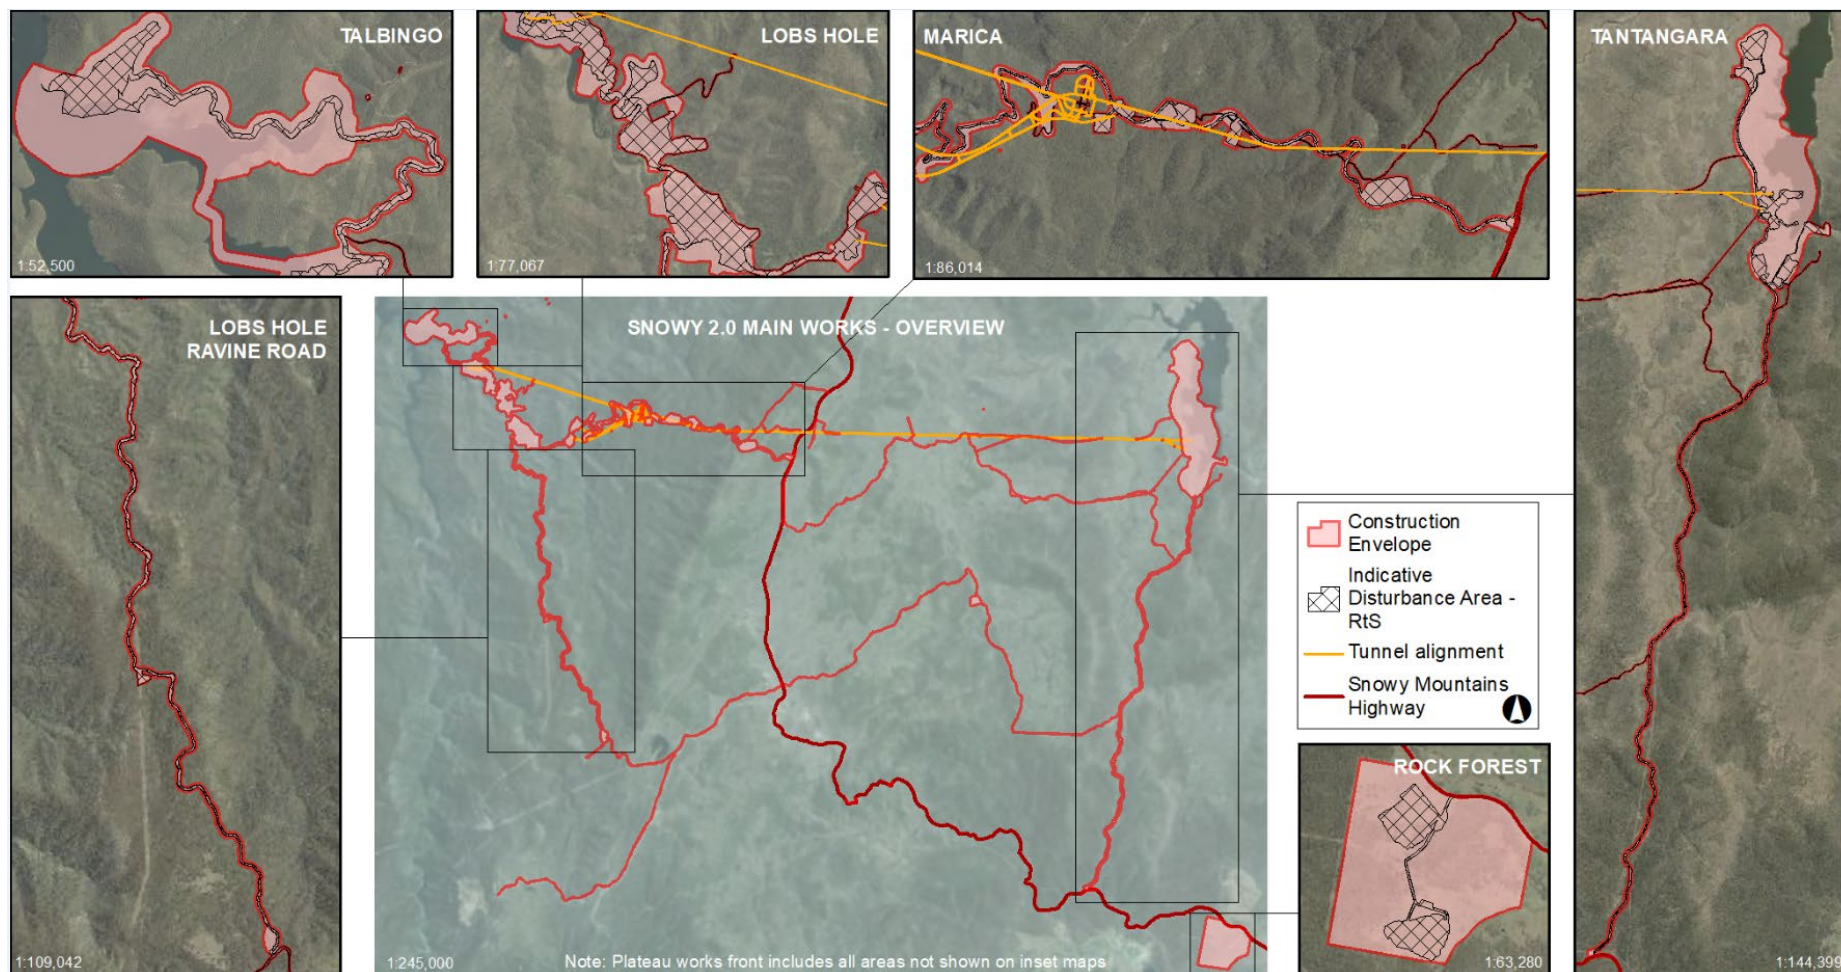 TALBINGO
1:52,500
LOBS HOLE
1:77,067
MARICA
1:86,014
TANTANGARA
1:144,399
LOBS HOLE
RAVINE ROAD
1:109,042
SNOWY 2.0 MAIN WORKS - OVERVIEW
1:245,000
Note: Plateau works front includes all areas not shown on inset maps
Construction
Envelope
Indicative
Disturbance Area -
RtS
Tunnel alignment
Snowy Mountains
Highway
ROCK FOREST
1:63,280